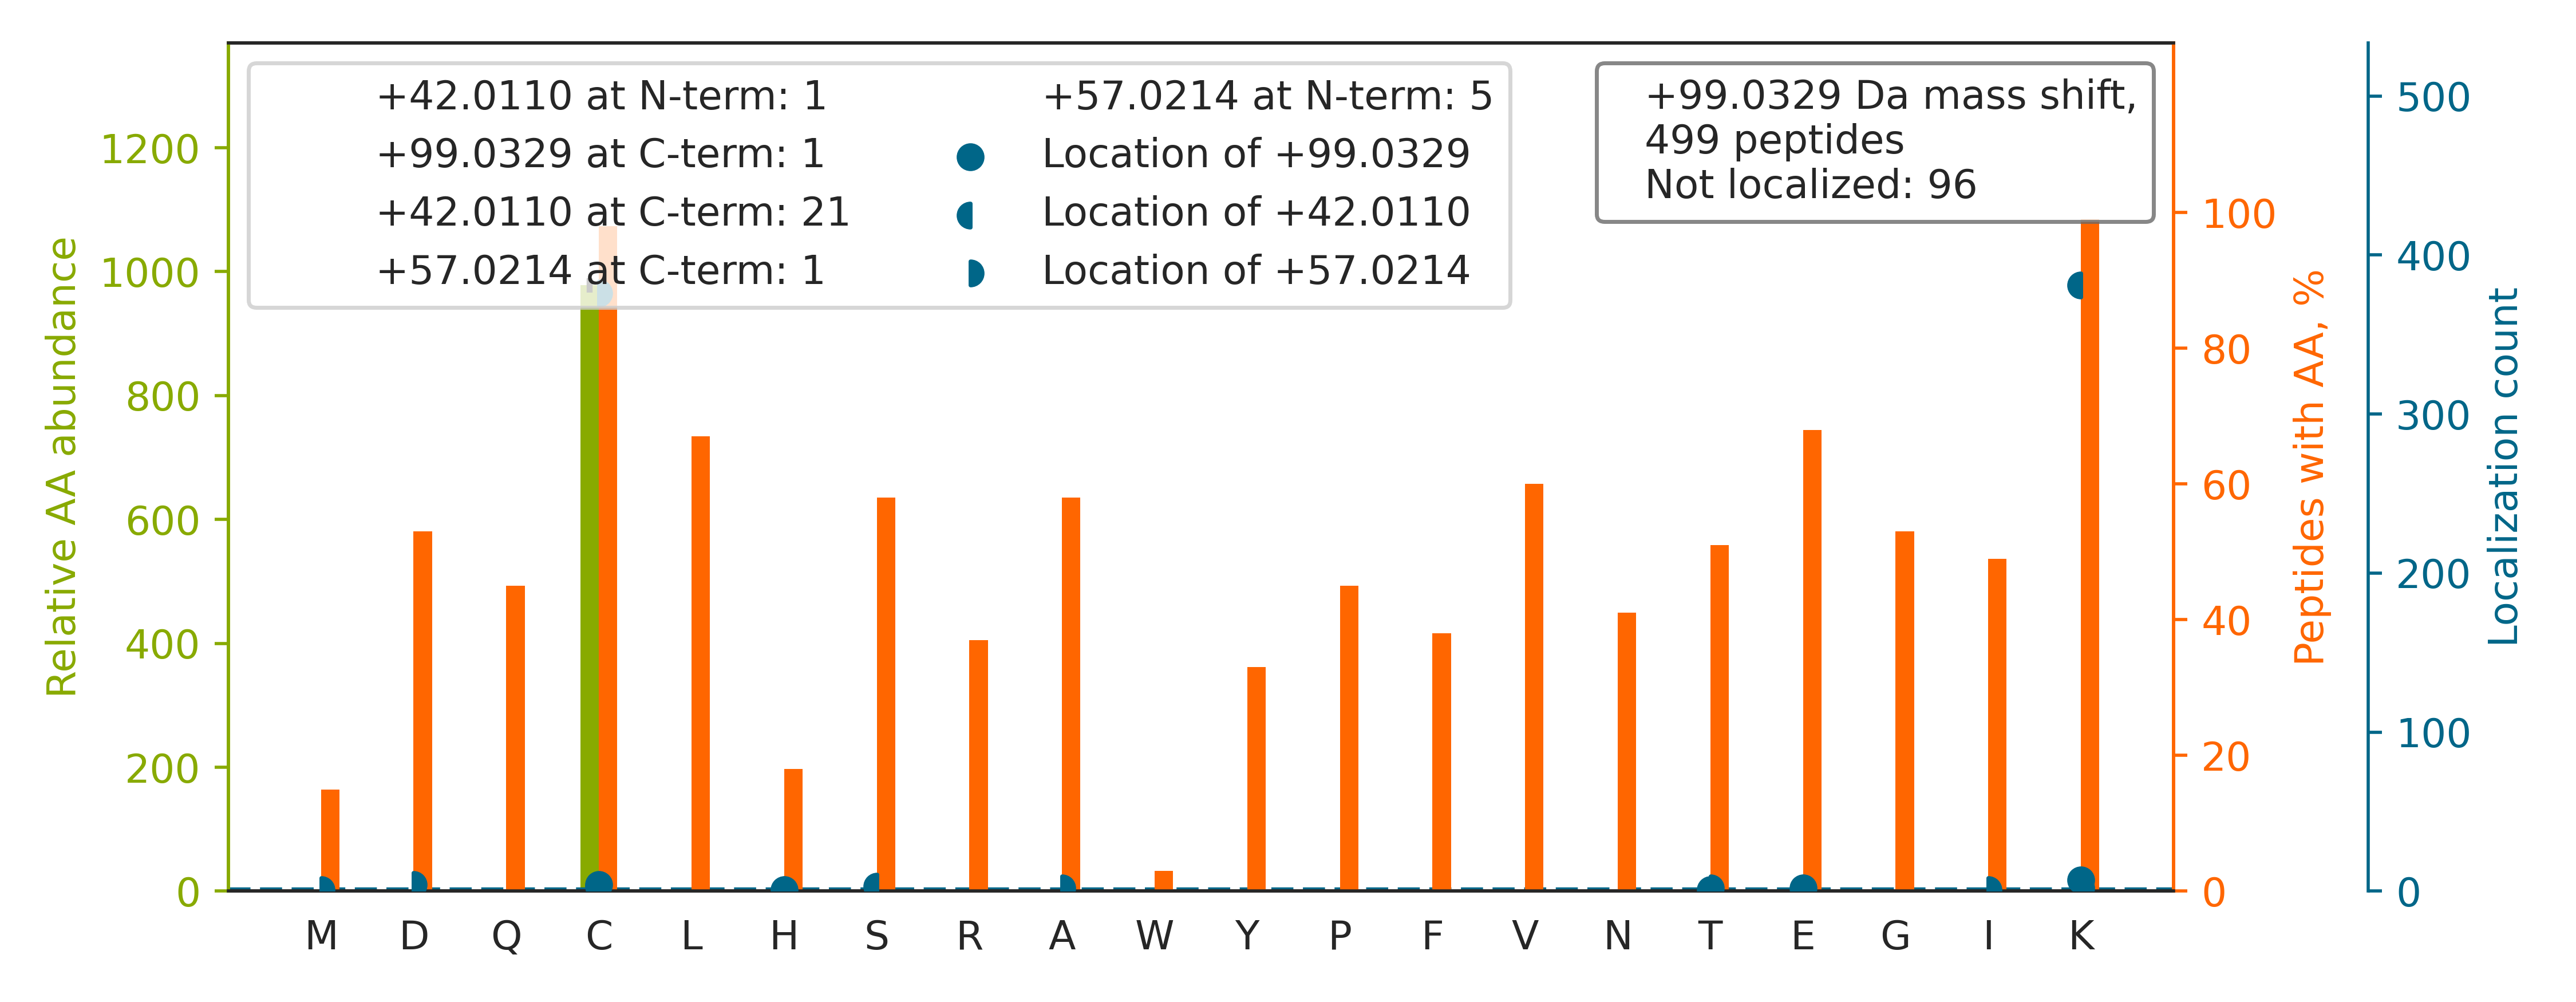 +42.0110 at N-term: 1
+99.0329 at C-term: 1
+42.0110 at C-term: 21
+57.0214 at C-term: 1
+57.0214 at N-term: 5
Location of +99.0329
Location of +42.0110
Location of +57.0214
+99.0329 Da mass shift,
499 peptides
Not localized: 96
Relative AA abundance
1200
1000
800
600
400
200
0
M D Q C L H S R A W Y P F V N T E G I K
100
80
60
40
20
0
Peptides with AA, %
500
400
300
200
100
0
Localization count